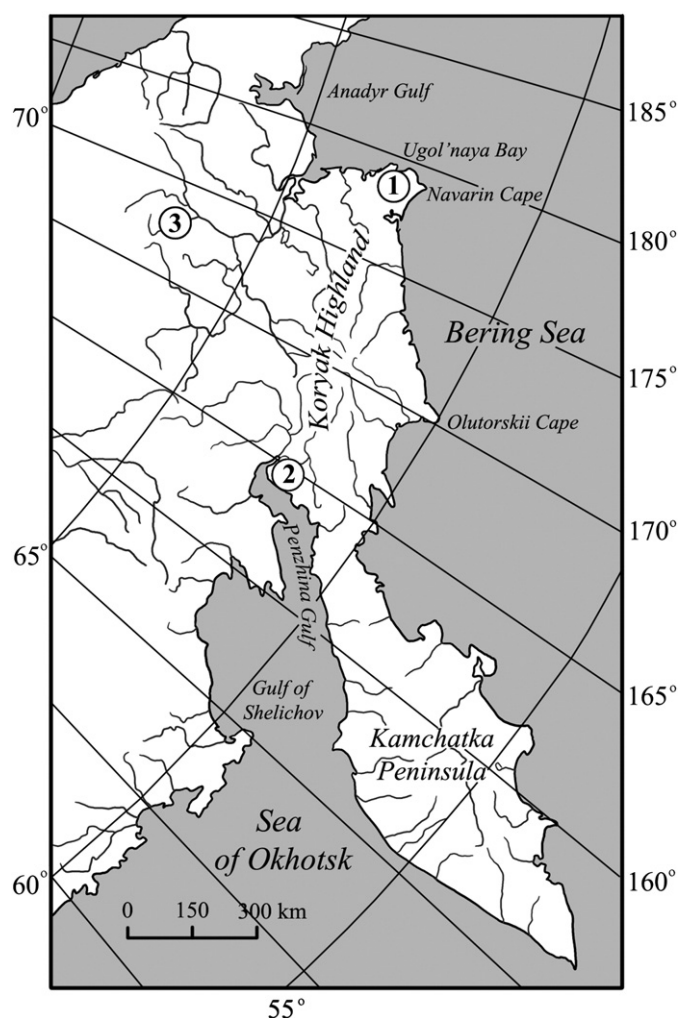 70°
Anadyr Gulf
185°
Ugol'naya Bay
1
Navarin Cape
3
180°
Koryak Highland
Bering Sea
175°
Olutorskii Cape
2
170°
65°
Penzhina Gulf
Gulf of
Shelichov
165°
Kamchatka
Peninsula
Sea
of Okhotsk
60°
160°
0 150 300 km
55°